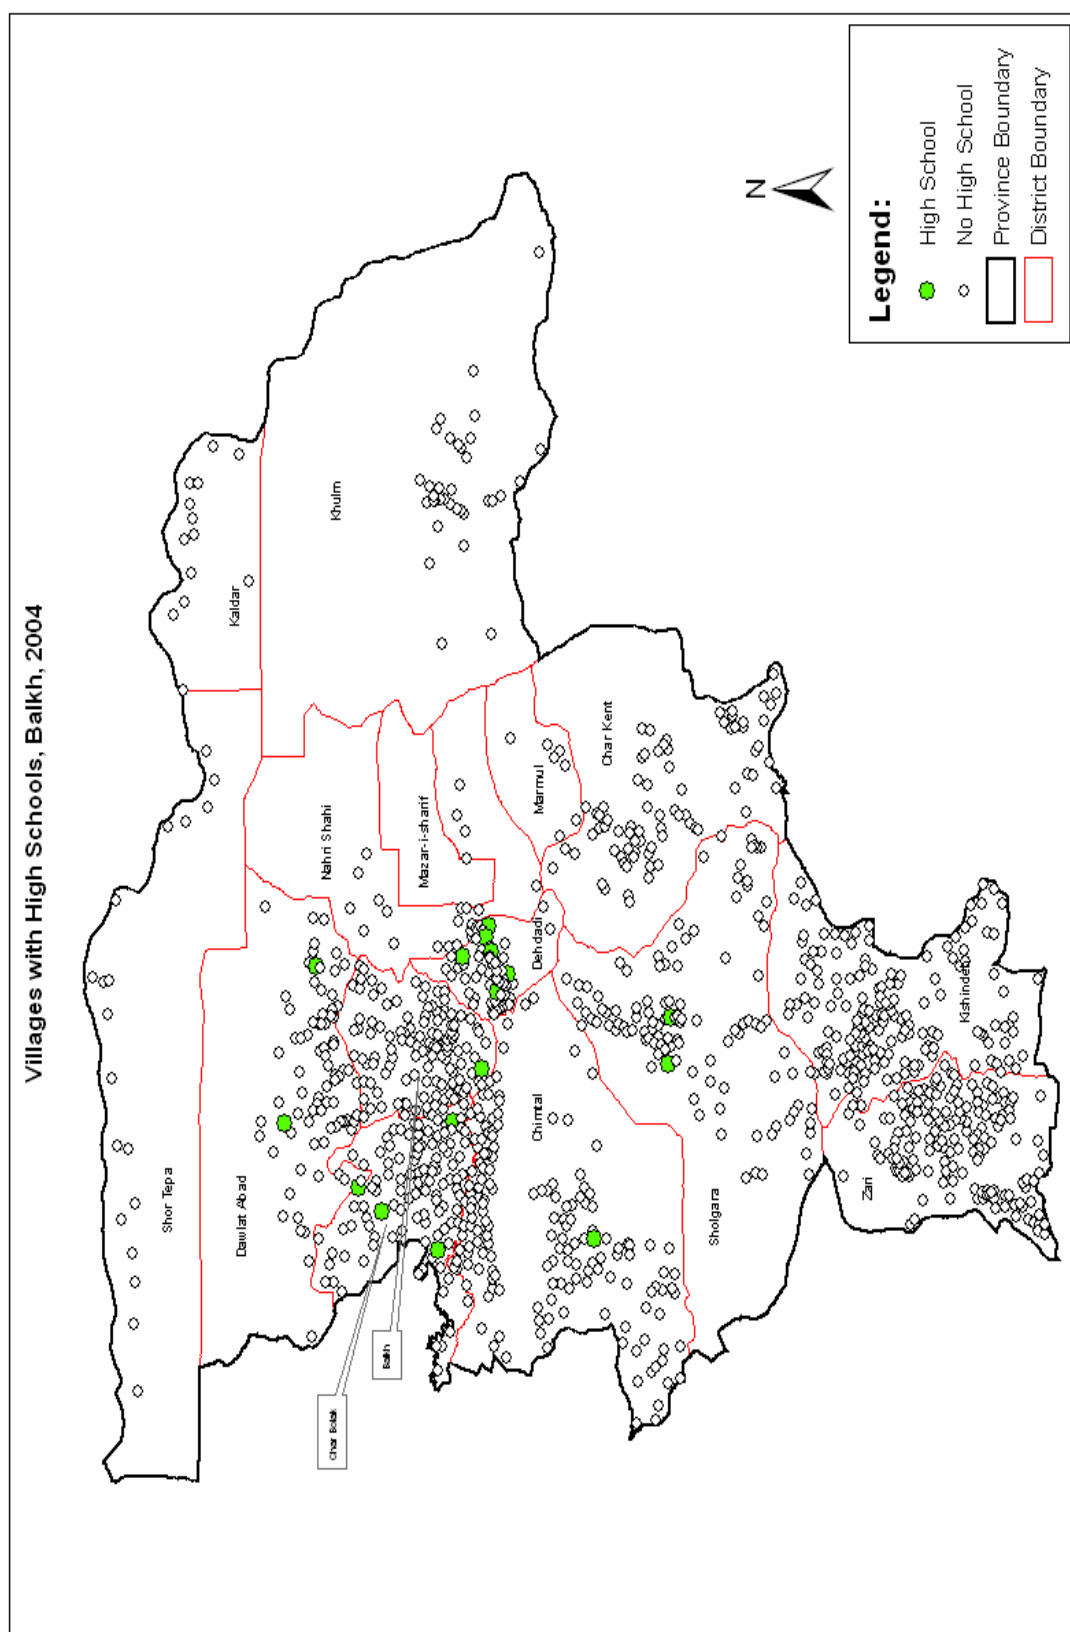 Villages with High Schools, Balkh, 2004
Shor Tepa
Kaldar
Dawlat Abad
Khulm
Nahri Shahi
Char Bolak
Balkh
Mazar-i-sharif
Marmul
Dehdadi
Chimtal
Char Kent
Sholgara
Zari
Kishindeh
N
Legend:
High School
No High School
Province Boundary
District Boundary